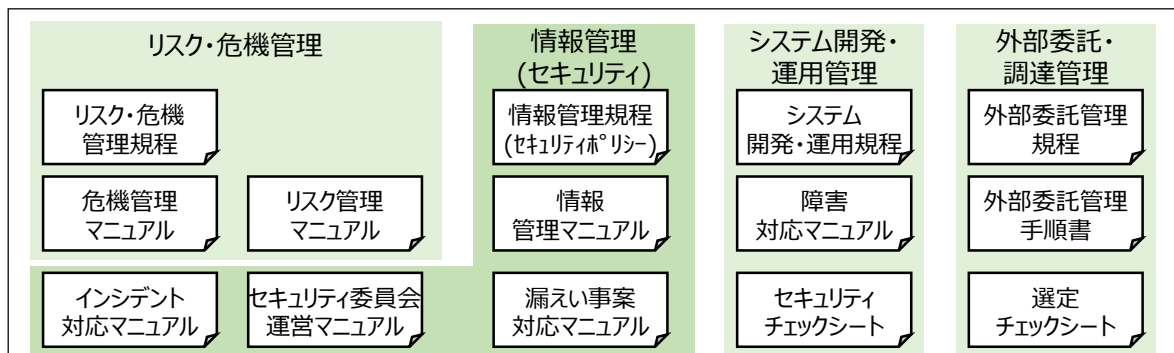 リスク・危機管理
情報管理
(セキュリティ)
システム開発・
運用管理
外部委託・
調達管理
リスク・危機
管理規程
情報管理規程
(ｾｷｭﾘﾃｨﾎﾟﾘｼｰ)
システム
開発・運用規程
外部委託管理
規程
危機管理
マニュアル
リスク管理
マニュアル
情報
管理マニュアル
障害
対応マニュアル
外部委託管理
手順書
インシデント
対応マニュアル
セキュリティ委員会
運営マニュアル
漏えい事案
対応マニュアル
セキュリティ
チェックシート
選定
チェックシート